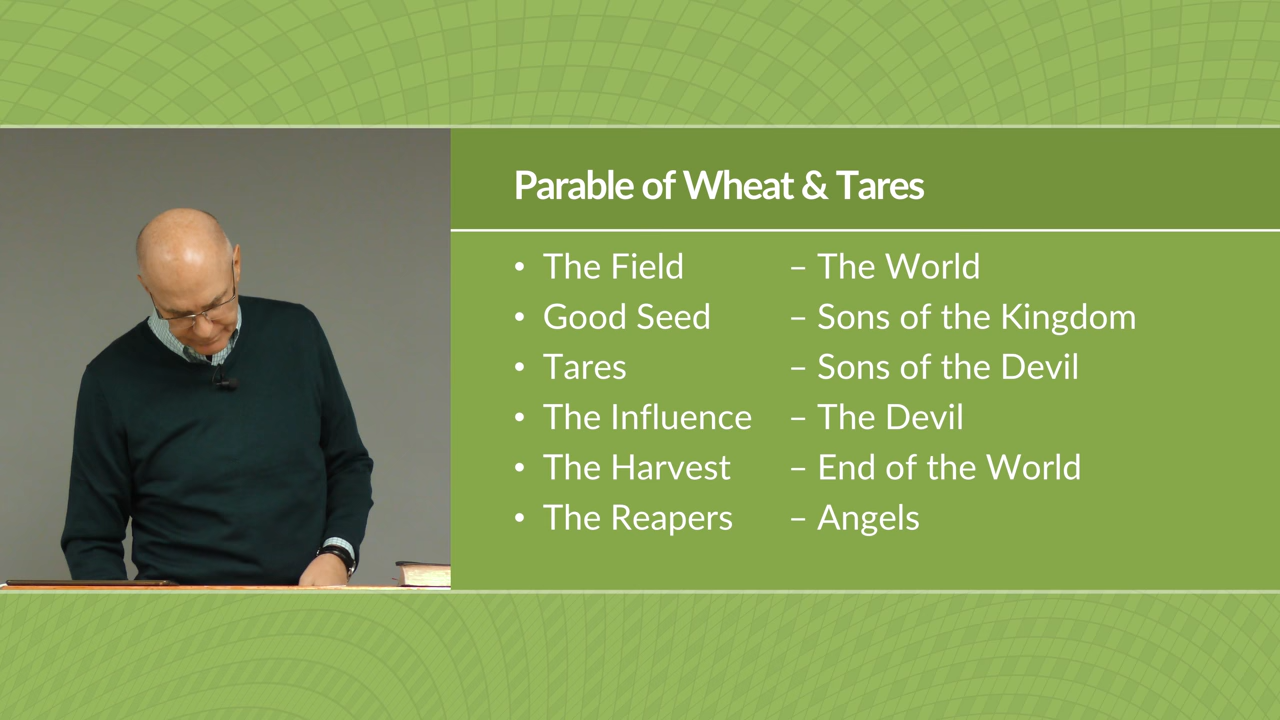 Parable of Wheat & Tares
• The Field – The World
• Good Seed – Sons of the Kingdom
• Tares – Sons of the Devil
• The Influence – The Devil
• The Harvest – End of the World
• The Reapers – Angels